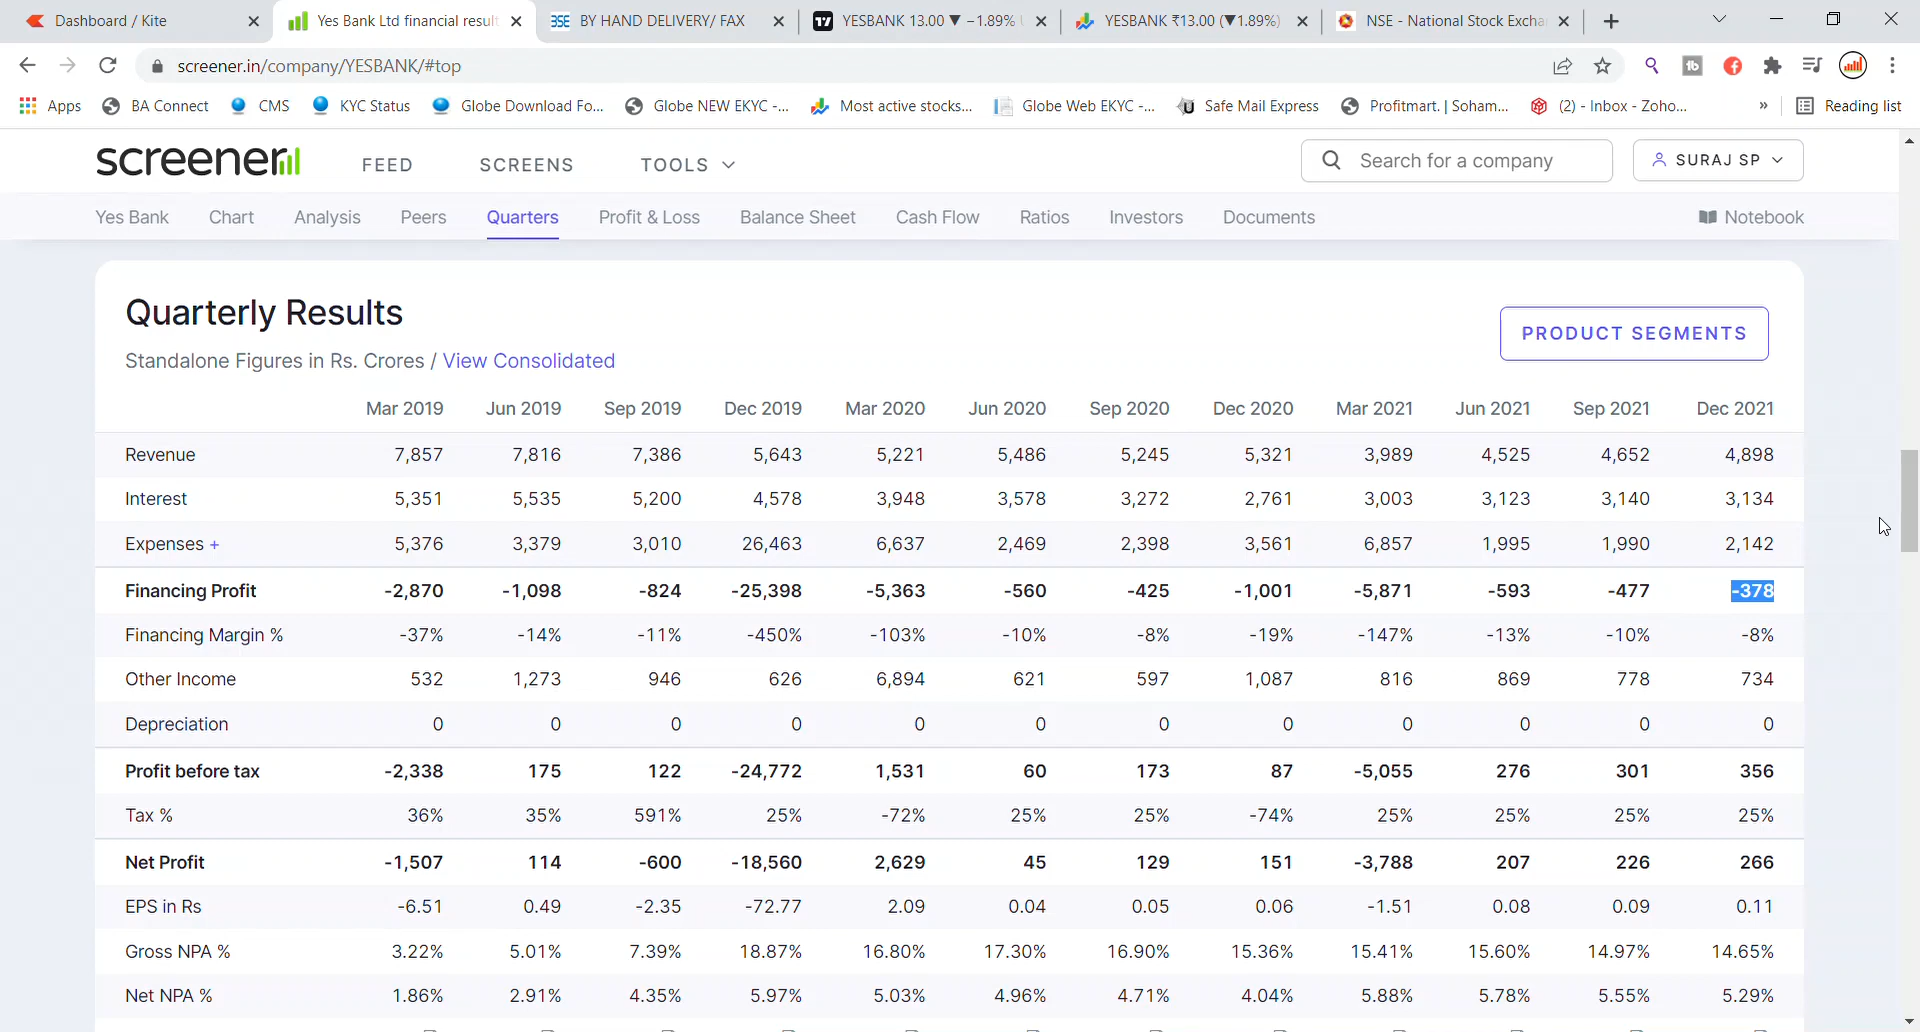 Dashboard / Kite
Yes Bank Ltd financial result
BSE BY HAND DELIVERY/ FAX
YESBANK 13.00 ▼ −1.89% U
YESBANK ₹13.00 (▼1.89%)
NSE - National Stock Excha
screener.in/company/YESBANK/#top
Apps BA Connect CMS KYC Status Globe Download Fo... Globe NEW EKYC -... Most active stocks... Globe Web EKYC -... Safe Mail Express Profitmart. | Soham... (2) - Inbox - Zoho... » Reading list
screener FEED SCREENS TOOLS Search for a company SURAJ SP
Yes Bank Chart Analysis Peers Quarters Profit & Loss Balance Sheet Cash Flow Ratios Investors Documents Notebook
Quarterly Results
PRODUCT SEGMENTS
Standalone Figures in Rs. Crores / View Consolidated
Mar 2019 Jun 2019 Sep 2019 Dec 2019 Mar 2020 Jun 2020 Sep 2020 Dec 2020 Mar 2021 Jun 2021 Sep 2021 Dec 2021
Revenue 7,857 7,816 7,386 5,643 5,221 5,486 5,245 5,321 3,989 4,525 4,652 4,898
Interest 5,351 5,535 5,200 4,578 3,948 3,578 3,272 2,761 3,003 3,123 3,140 3,134
Expenses + 5,376 3,379 3,010 26,463 6,637 2,469 2,398 3,561 6,857 1,995 1,990 2,142
Financing Profit -2,870 -1,098 -824 -25,398 -5,363 -560 -425 -1,001 -5,871 -593 -477 -378
Financing Margin % -37% -14% -11% -450% -103% -10% -8% -19% -147% -13% -10% -8%
Other Income 532 1,273 946 626 6,894 621 597 1,087 816 869 778 734
Depreciation 0 0 0 0 0 0 0 0 0 0 0 0
Profit before tax -2,338 175 122 -24,772 1,531 60 173 87 -5,055 276 301 356
Tax % 36% 35% 591% 25% -72% 25% 25% -74% 25% 25% 25% 25%
Net Profit -1,507 114 -600 -18,560 2,629 45 129 151 -3,788 207 226 266
EPS in Rs -6.51 0.49 -2.35 -72.77 2.09 0.04 0.05 0.06 -1.51 0.08 0.09 0.11
Gross NPA % 3.22% 5.01% 7.39% 18.87% 16.80% 17.30% 16.90% 15.36% 15.41% 15.60% 14.97% 14.65%
Net NPA % 1.86% 2.91% 4.35% 5.97% 5.03% 4.96% 4.71% 4.04% 5.88% 5.78% 5.55% 5.29%